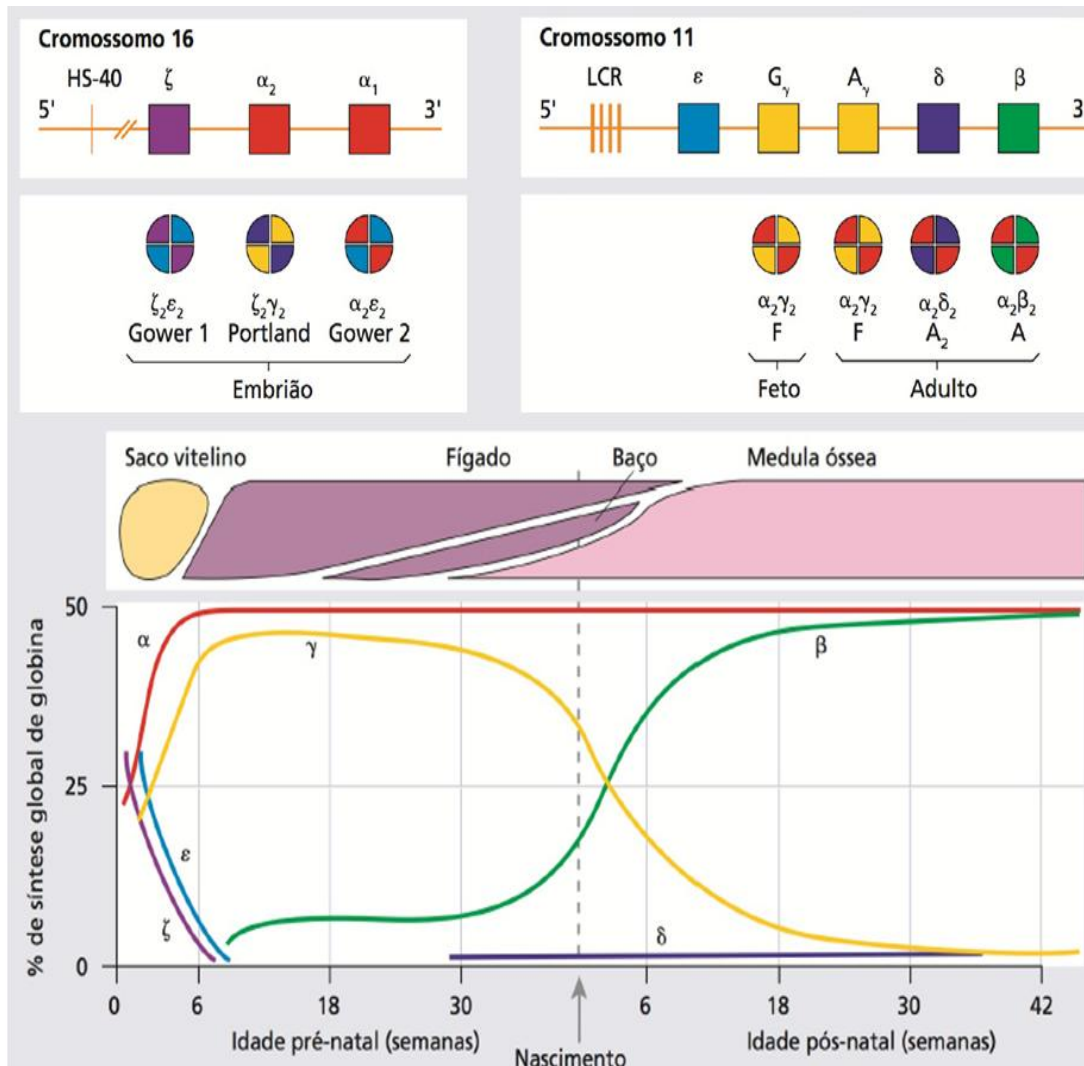 Cromossomo 16
HS-40 ζ α₂ α₁
5' 3'
ζ₂ε₂ ζ₂γ₂ α₂ε₂
Gower 1 Portland Gower 2
Embrião
Cromossomo 11
LCR ε Gγ Aγ δ β
5' 3'
α₂γ₂ α₂γ₂ α₂δ₂ α₂β₂
F F A₂ A
Feto Adulto
Saco vitelino Fígado Baço Medula óssea
% de síntese global de globina
50
25
0
α γ β
ε
ζ δ
0 6 18 30 6 18 30 42
Idade pré-natal (semanas) Idade pós-natal (semanas)
Nascimento